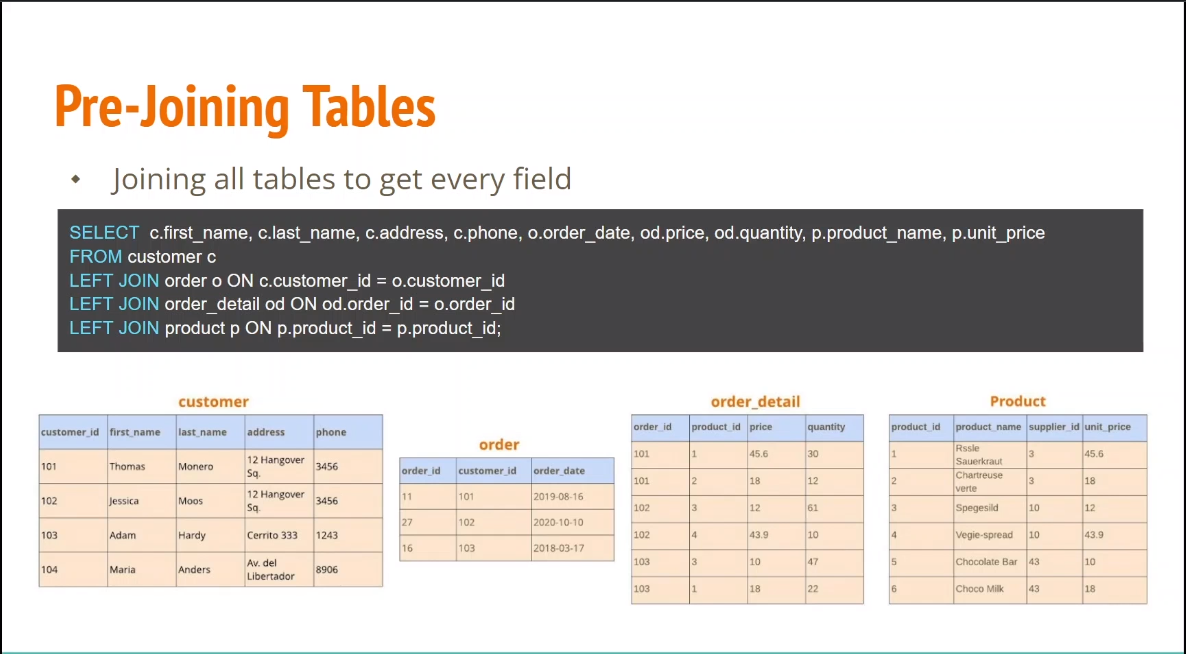 Pre-Joining Tables
Joining all tables to get every field
SELECT c.first_name, c.last_name, c.address, c.phone, o.order_date, od.price, od.quantity, p.product_name, p.unit_price
FROM customer c
LEFT JOIN order o ON c.customer_id = o.customer_id
LEFT JOIN order_detail od ON od.order_id = o.order_id
LEFT JOIN product p ON p.product_id = p.product_id;
customer
customer_id first_name last_name address phone
101 Thomas Monero 12 Hangover Sq. 3456
102 Jessica Moos 12 Hangover Sq. 3456
103 Adam Hardy Cerrito 333 1243
104 Maria Anders Av. del Libertador 8906
order
order_id customer_id order_date
11 101 2019-08-16
27 102 2020-10-10
16 103 2018-03-17
order_detail
order_id product_id price quantity
101 1 45.6 30
101 2 18 12
102 3 12 61
102 4 43.9 10
103 3 10 47
103 1 18 22
Product
product_id product_name supplier_id unit_price
1 Rssle Sauerkraut 3 45.6
2 Chartreuse verte 3 18
3 Spegesild 10 12
4 Vegie-spread 10 43.9
5 Chocolate Bar 43 10
6 Choco Milk 43 18